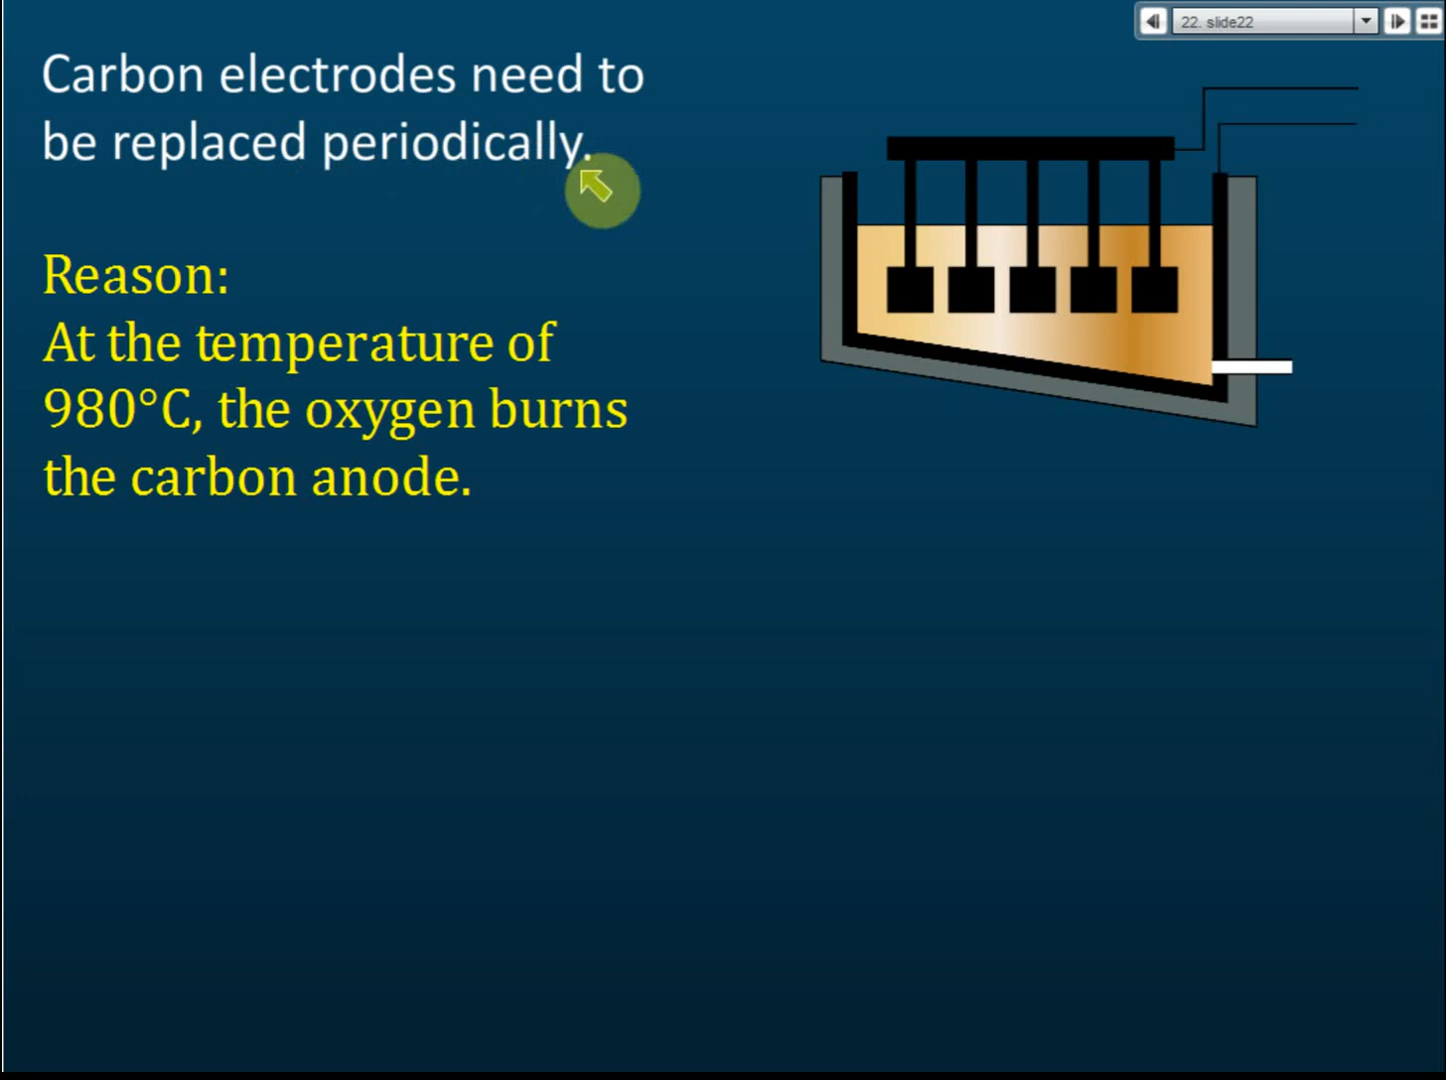 22. slide22
Carbon electrodes need to
be replaced periodically.
Reason:
At the temperature of
980°C, the oxygen burns
the carbon anode.